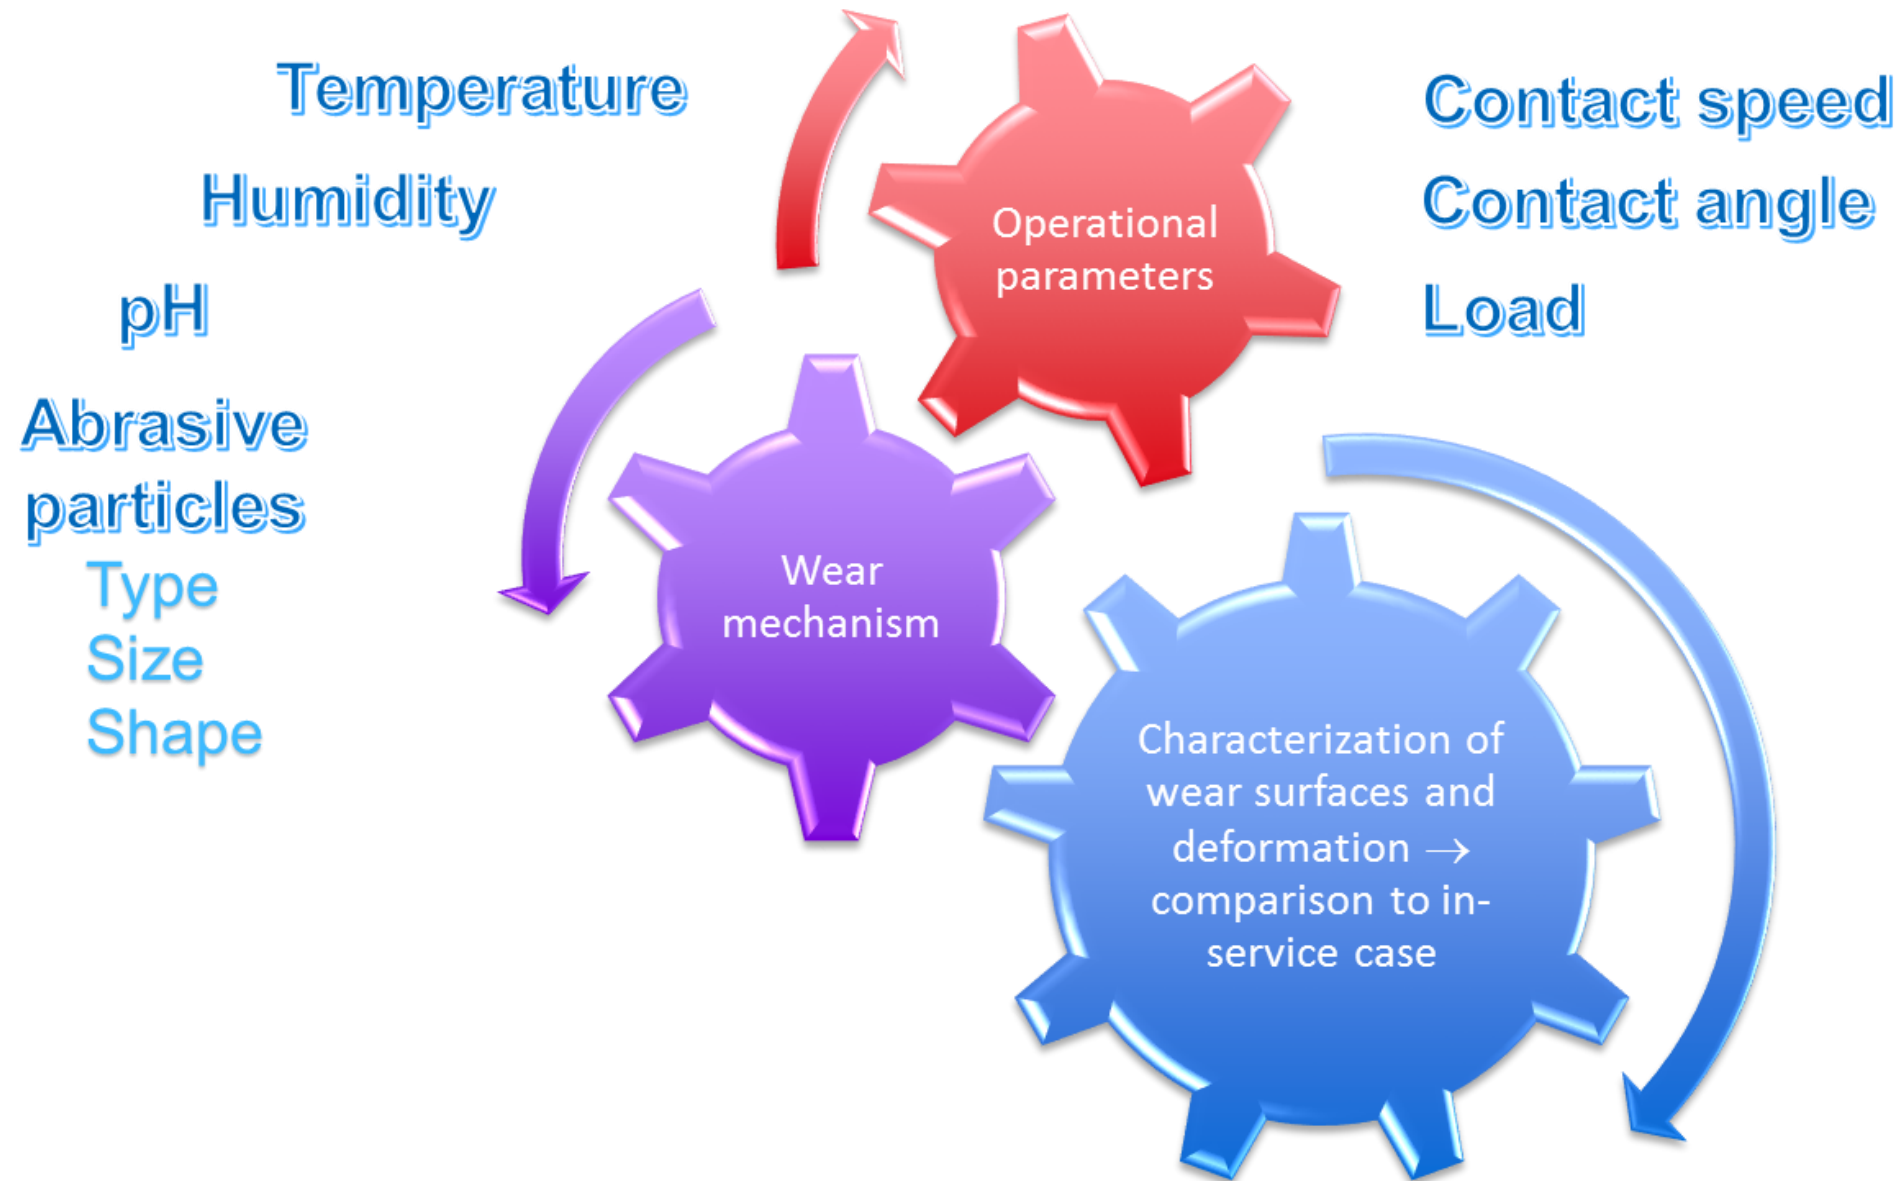 Temperature
Humidity
pH
Abrasive
particles
Type
Size
Shape
Operational
parameters
Contact speed
Contact angle
Load
Wear
mechanism
Characterization of
wear surfaces and
deformation →
comparison to in-
service case